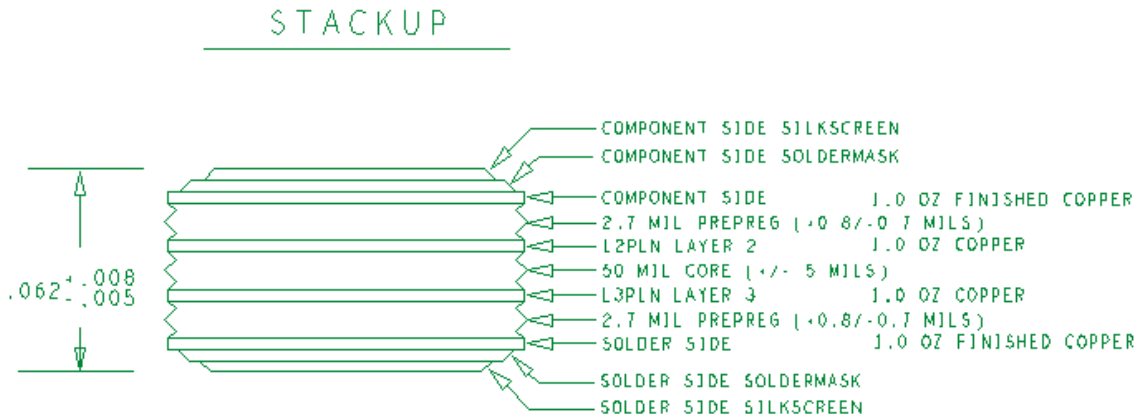 STACKUP
COMPONENT SIDE SILKSCREEN
COMPONENT SIDE SOLDERMASK
COMPONENT SIDE 1.0 OZ FINISHED COPPER
2.7 MIL PREPREG (+0.8/-0.7 MILS)
L2PLN LAYER 2 1.0 OZ COPPER
50 MIL CORE (+/- 5 MILS)
.062 +.008
-.005
L3PLN LAYER 3 1.0 OZ COPPER
2.7 MIL PREPREG (+0.8/-0.7 MILS)
SOLDER SIDE 1.0 OZ FINISHED COPPER
SOLDER SIDE SOLDERMASK
SOLDER SIDE SILKSCREEN